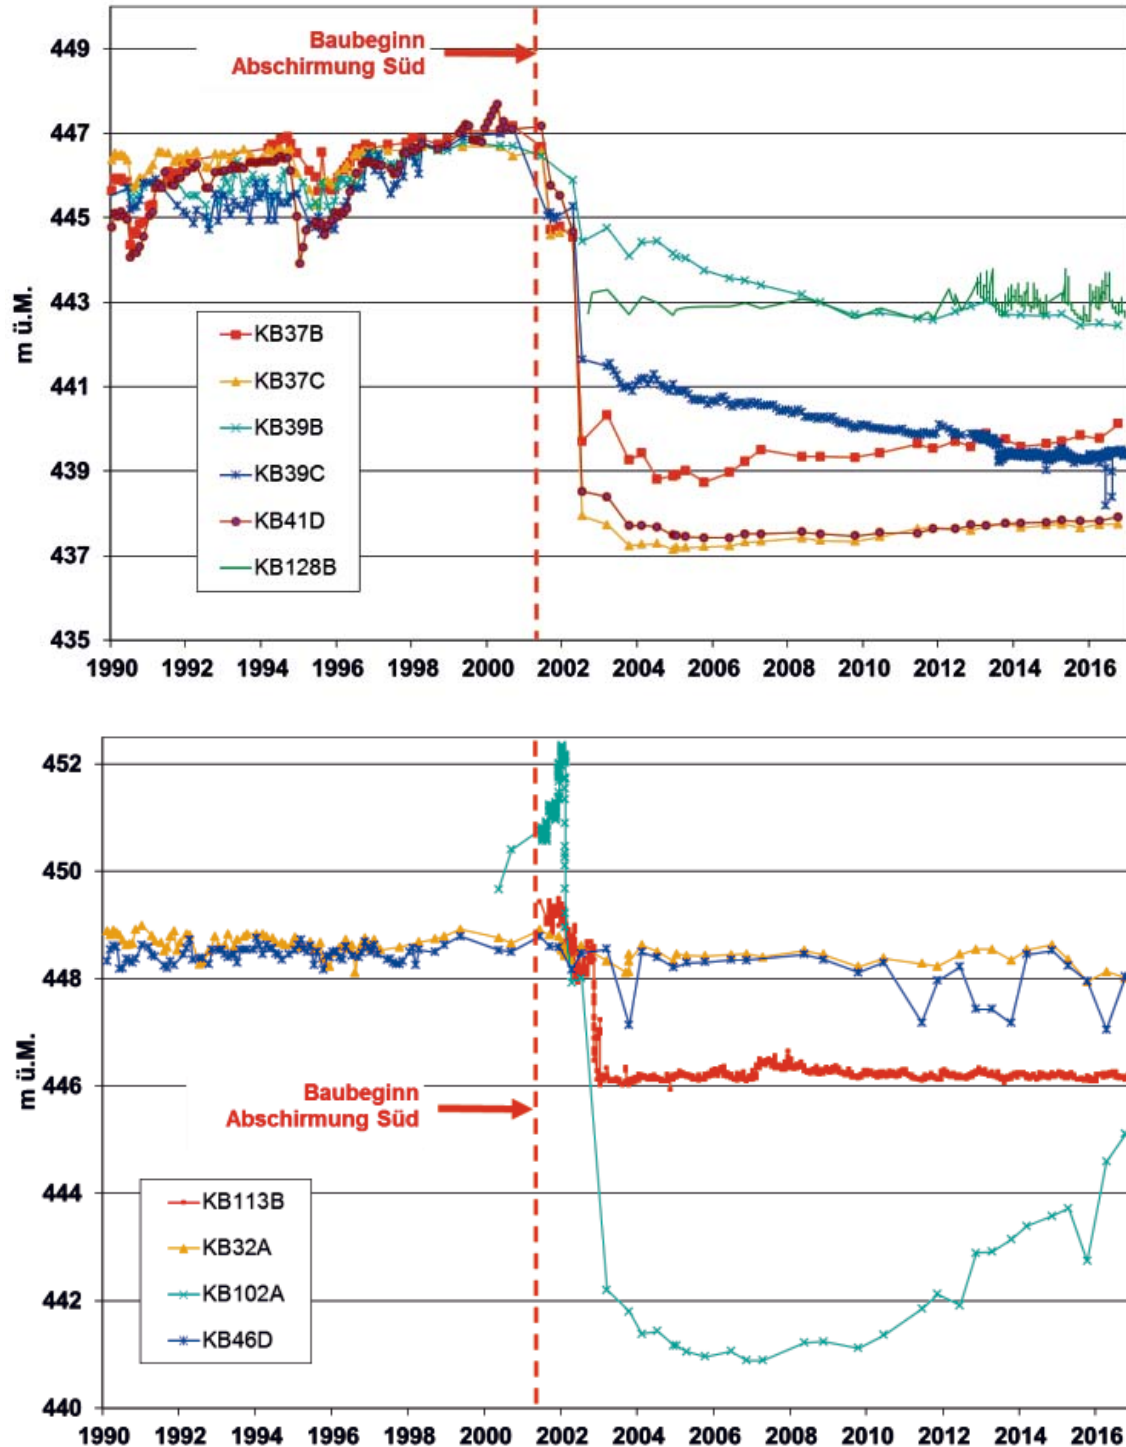 Baubeginn
Abschirmung Süd
449
447
445
443
441
439
437
435
m ü.M.
KB37B
KB37C
KB39B
KB39C
KB41D
KB128B
1990 1992 1994 1996 1998 2000 2002 2004 2006 2008 2010 2012 2014 2016
452
450
448
446
444
442
440
m ü.M.
Baubeginn
Abschirmung Süd
KB113B
KB32A
KB102A
KB46D
1990 1992 1994 1996 1998 2000 2002 2004 2006 2008 2010 2012 2014 2016